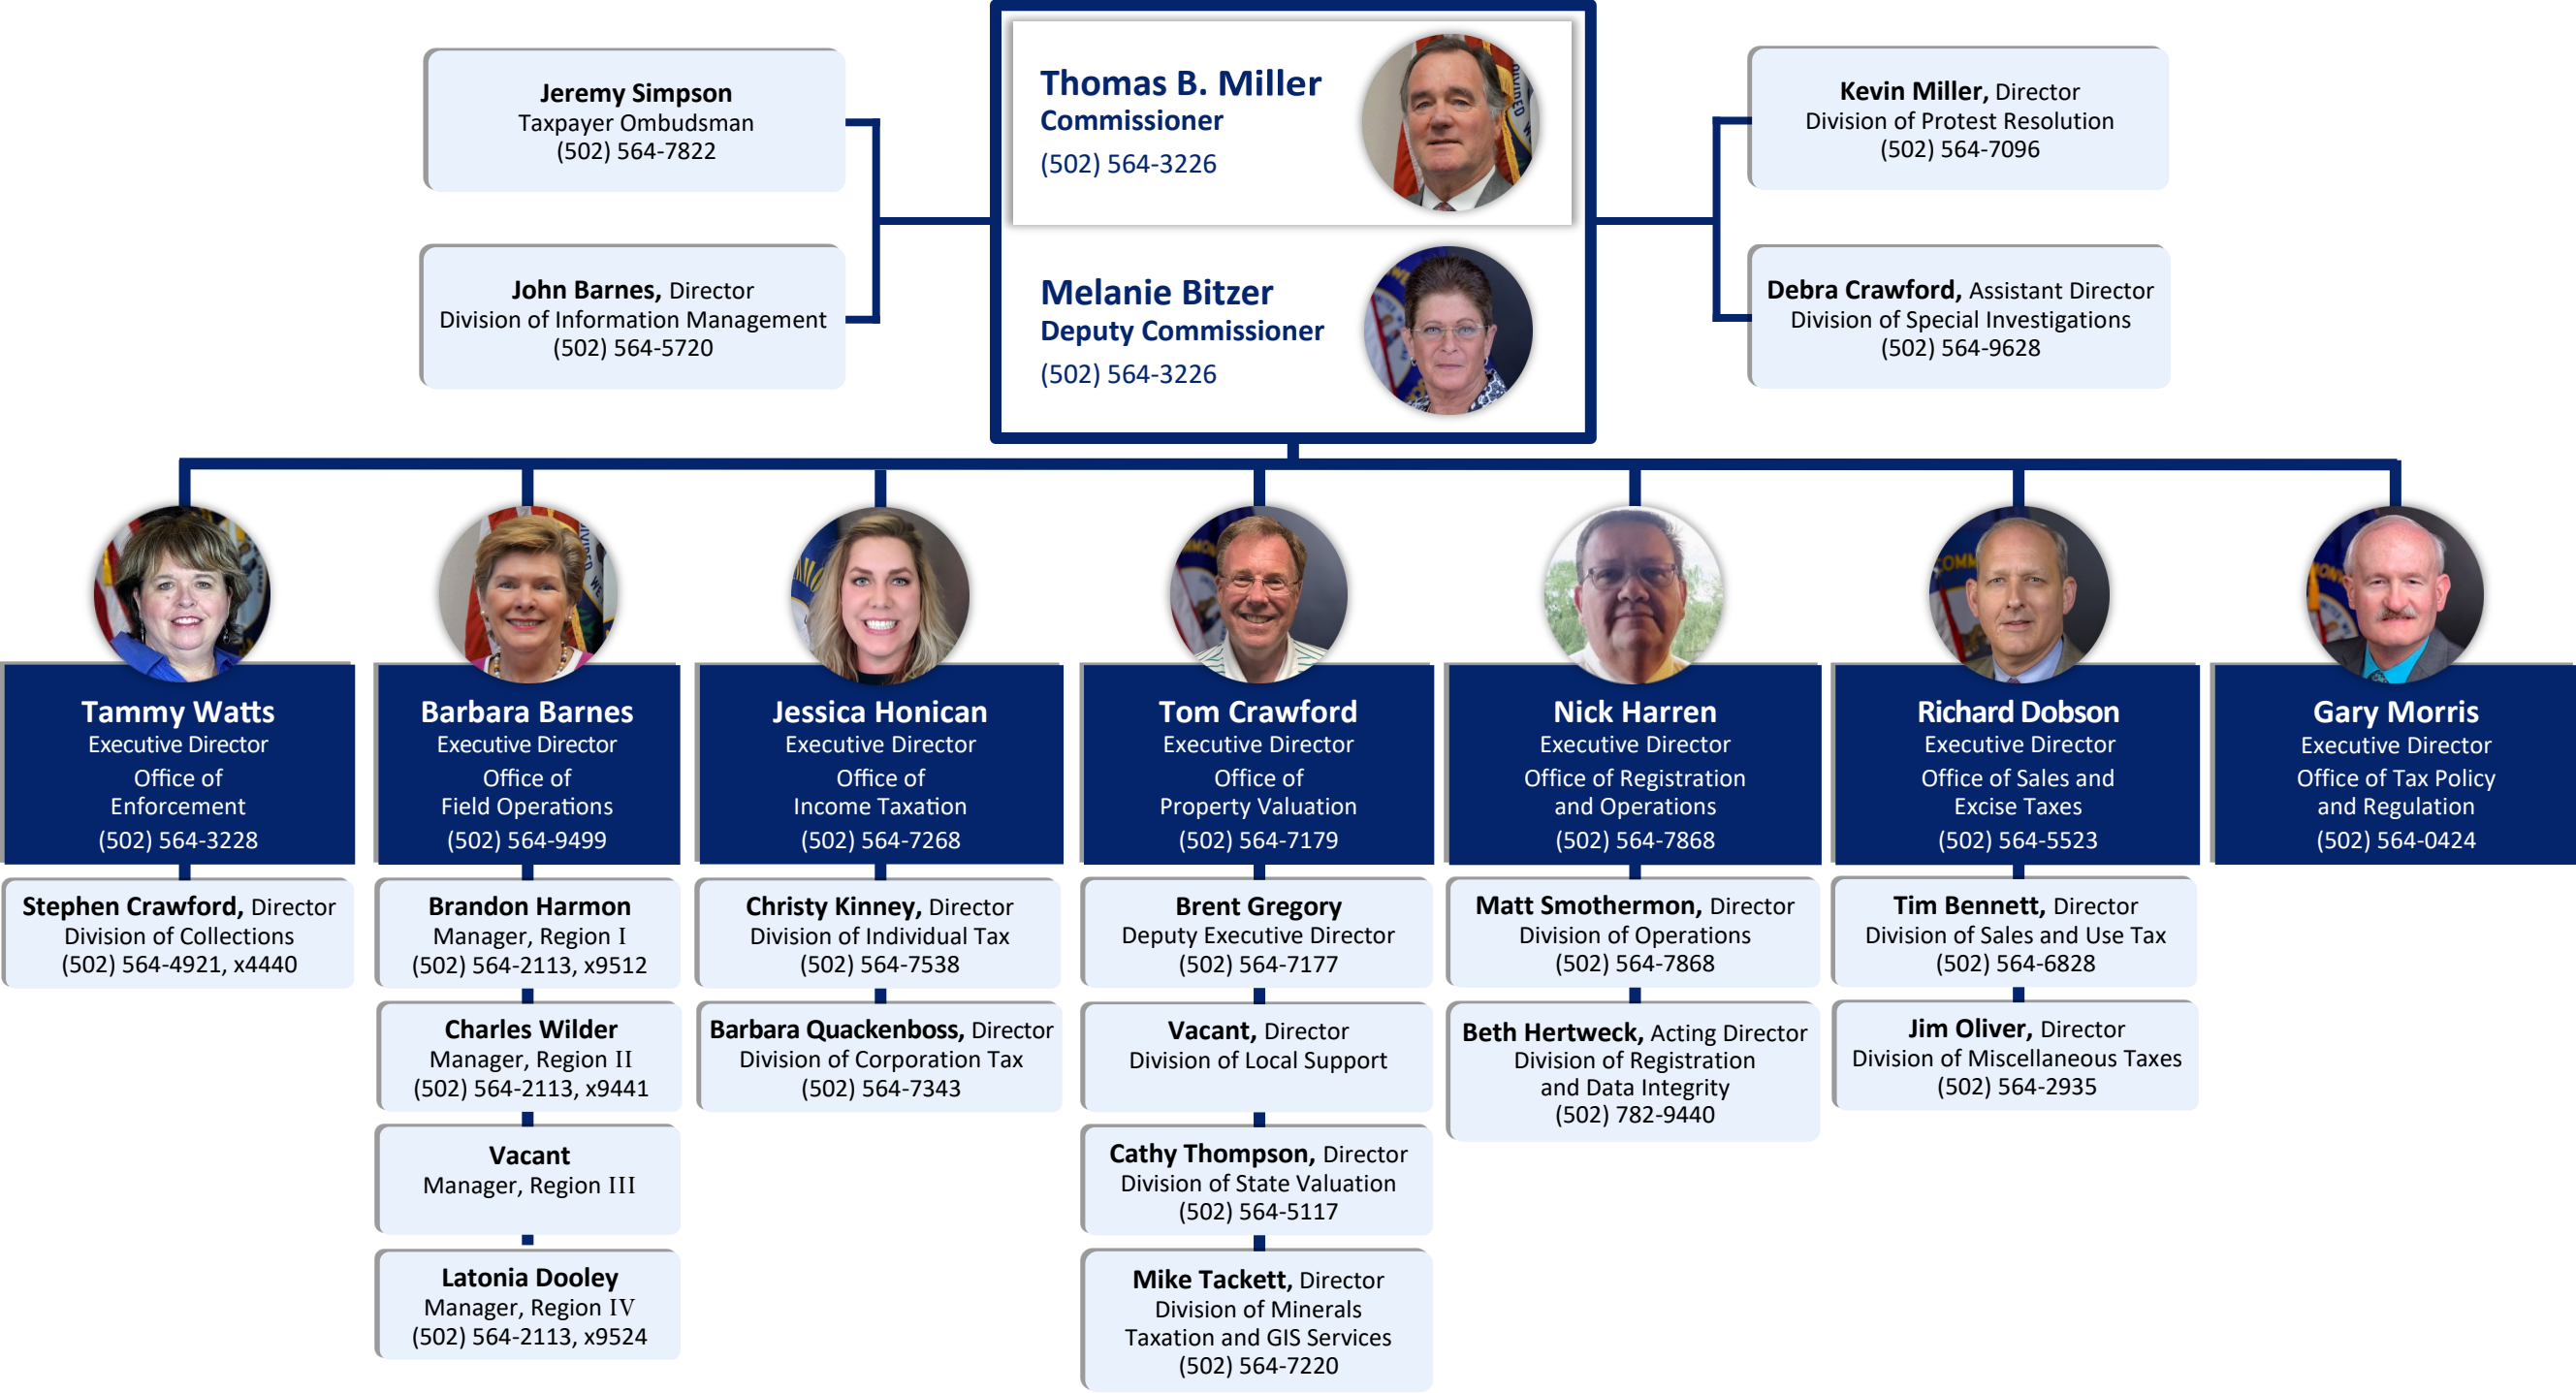 Jeremy Simpson
Taxpayer Ombudsman
(502) 564-7822
John Barnes, Director
Division of Information Management
(502) 564-5720
Thomas B. Miller
Commissioner
(502) 564-3226
Melanie Bitzer
Deputy Commissioner
(502) 564-3226
Kevin Miller, Director
Division of Protest Resolution
(502) 564-7096
Debra Crawford, Assistant Director
Division of Special Investigations
(502) 564-9628
Tammy Watts
Executive Director
Office of
Enforcement
(502) 564-3228
Stephen Crawford, Director
Division of Collections
(502) 564-4921, x4440
Barbara Barnes
Executive Director
Office of
Field Operations
(502) 564-9499
Brandon Harmon
Manager, Region I
(502) 564-2113, x9512
Charles Wilder
Manager, Region II
(502) 564-2113, x9441
Vacant
Manager, Region III
Latonia Dooley
Manager, Region IV
(502) 564-2113, x9524
Jessica Honican
Executive Director
Office of
Income Taxation
(502) 564-7268
Christy Kinney, Director
Division of Individual Tax
(502) 564-7538
Barbara Quackenboss, Director
Division of Corporation Tax
(502) 564-7343
Tom Crawford
Executive Director
Office of
Property Valuation
(502) 564-7179
Brent Gregory
Deputy Executive Director
(502) 564-7177
Vacant, Director
Division of Local Support
Cathy Thompson, Director
Division of State Valuation
(502) 564-5117
Mike Tackett, Director
Division of Minerals
Taxation and GIS Services
(502) 564-7220
Nick Harren
Executive Director
Office of Registration
and Operations
(502) 564-7868
Matt Smothermon, Director
Division of Operations
(502) 564-7868
Beth Hertweck, Acting Director
Division of Registration
and Data Integrity
(502) 782-9440
Richard Dobson
Executive Director
Office of Sales and
Excise Taxes
(502) 564-5523
Tim Bennett, Director
Division of Sales and Use Tax
(502) 564-6828
Jim Oliver, Director
Division of Miscellaneous Taxes
(502) 564-2935
Gary Morris
Executive Director
Office of Tax Policy
and Regulation
(502) 564-0424